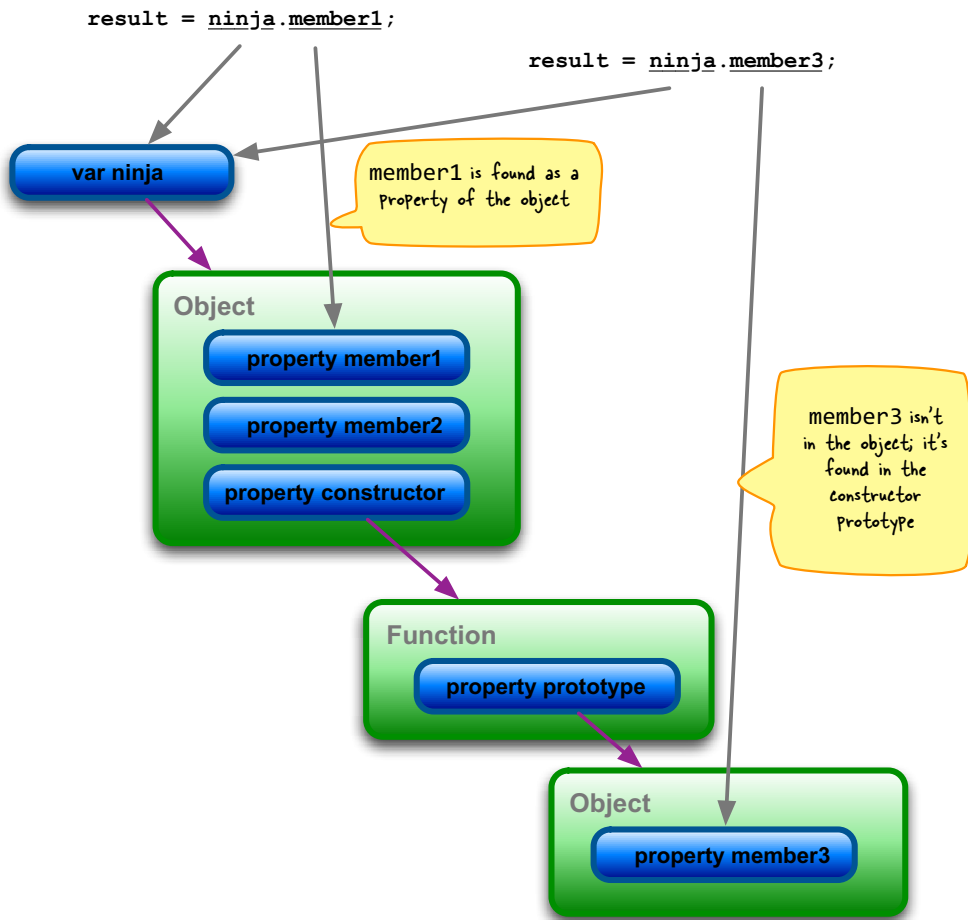 result = ninja.member1;
result = ninja.member3;
var ninja
member1 is found as a
property of the object
Object
property member1
property member2
property constructor
member3 isn't
in the object; it's
found in the
constructor
prototype
Function
property prototype
Object
property member3